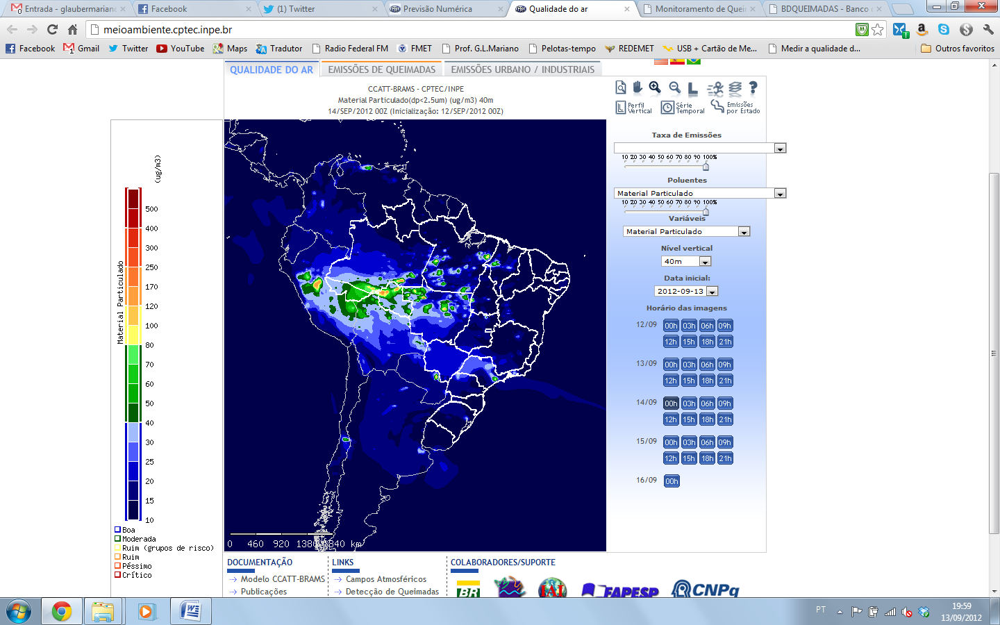 Entrada - glaubermariano
Facebook
(1) Twitter
Previsão Numérica
Qualidade do ar
Monitoramento de Quei
BDQUEIMADAS - Banco
meioambiente.cptec.inpe.br
Facebook
Gmail
Twitter
YouTube
Maps
Tradutor
Radio Federal FM
FMET
Prof. G.L.Mariano
Pelotas-tempo
REDEMET
USB + Cartão de Me...
Medir a qualidade d...
Outros favoritos
QUALIDADE DO AR
EMISSÕES DE QUEIMADAS
EMISSÕES URBANO / INDUSTRIAIS
CCATT-BRAMS - CPTEC/INPE
Material Particulado(dp<2.5um) (ug/m3) 40m
14/SEP/2012 00Z (Inicialização: 12/SEP/2012 00Z)
Perfil Vertical
Série Temporal
Emissões por Estado
Taxa de Emissões
10 20 30 40 50 60 70 80 90 100%
Poluentes
Material Particulado
10 20 30 40 50 60 70 80 90 100%
Variáveis
Material Particulado
Nível vertical
40m
Data inicial:
2012-09-13
Horário das imagens
12/09 00h 03h 06h 09h
12h 15h 18h 21h
13/09 00h 03h 06h 09h
12h 15h 18h 21h
14/09 00h 03h 06h 09h
12h 15h 18h 21h
15/09 00h 03h 06h 09h
12h 15h 18h 21h
16/09 00h
(ug/m3)
Material Particulado
500
400
300
250
170
120
100
80
70
50
40
30
25
20
15
10
Boa
Moderada
Ruim (grupos de risco)
Ruim
Péssimo
Crítico
0 460 920 1380 1840 km
DOCUMENTAÇÃO
Modelo CCATT-BRAMS
Publicações
LINKS
Campos Atmosféricos
Detecção de Queimadas
COLABORADORES/SUPORTE
BR
IAI
FAPESP
CNPq
PT
19:59
13/09/2012